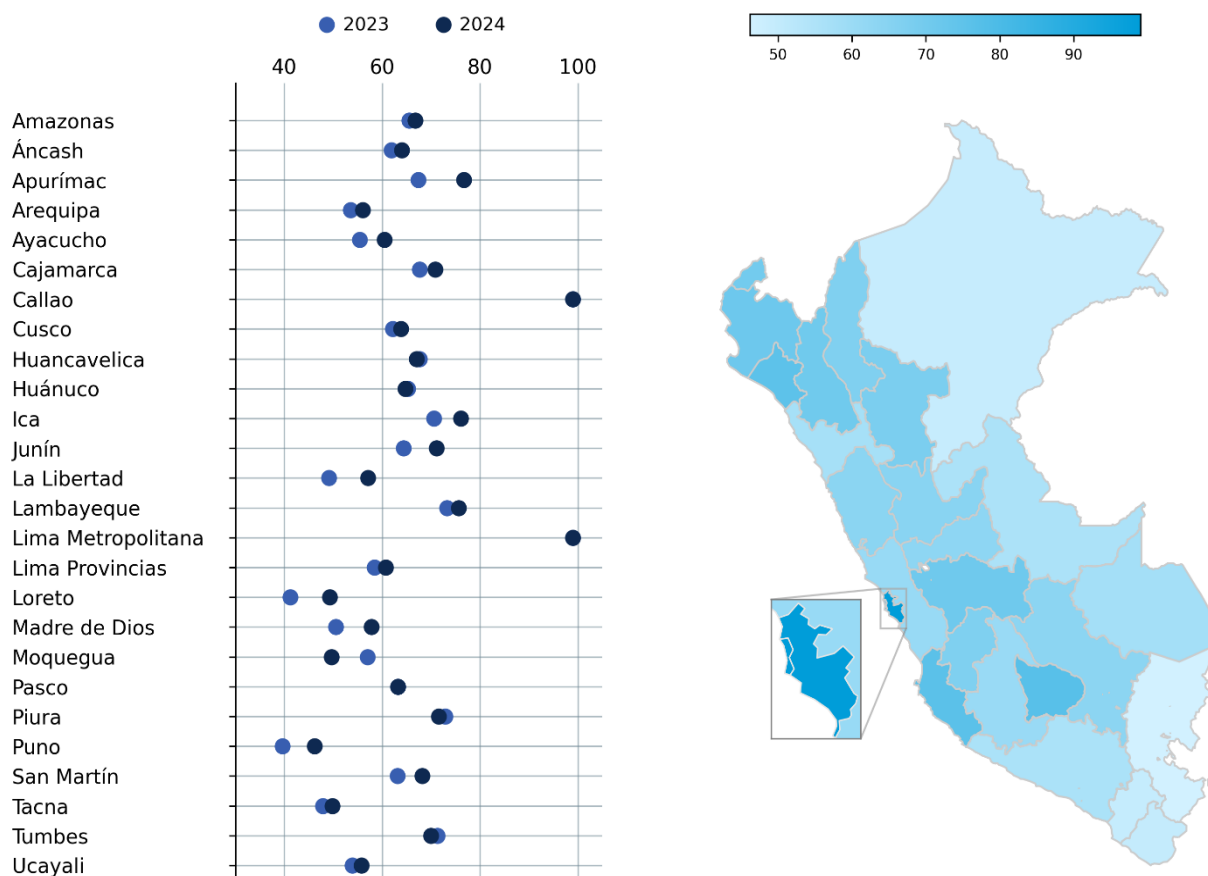 2023 2024
40 60 80 100
50 60 70 80 90
Amazonas
Áncash
Apurímac
Arequipa
Ayacucho
Cajamarca
Callao
Cusco
Huancavelica
Huánuco
Ica
Junín
La Libertad
Lambayeque
Lima Metropolitana
Lima Provincias
Loreto
Madre de Dios
Moquegua
Pasco
Piura
Puno
San Martín
Tacna
Tumbes
Ucayali